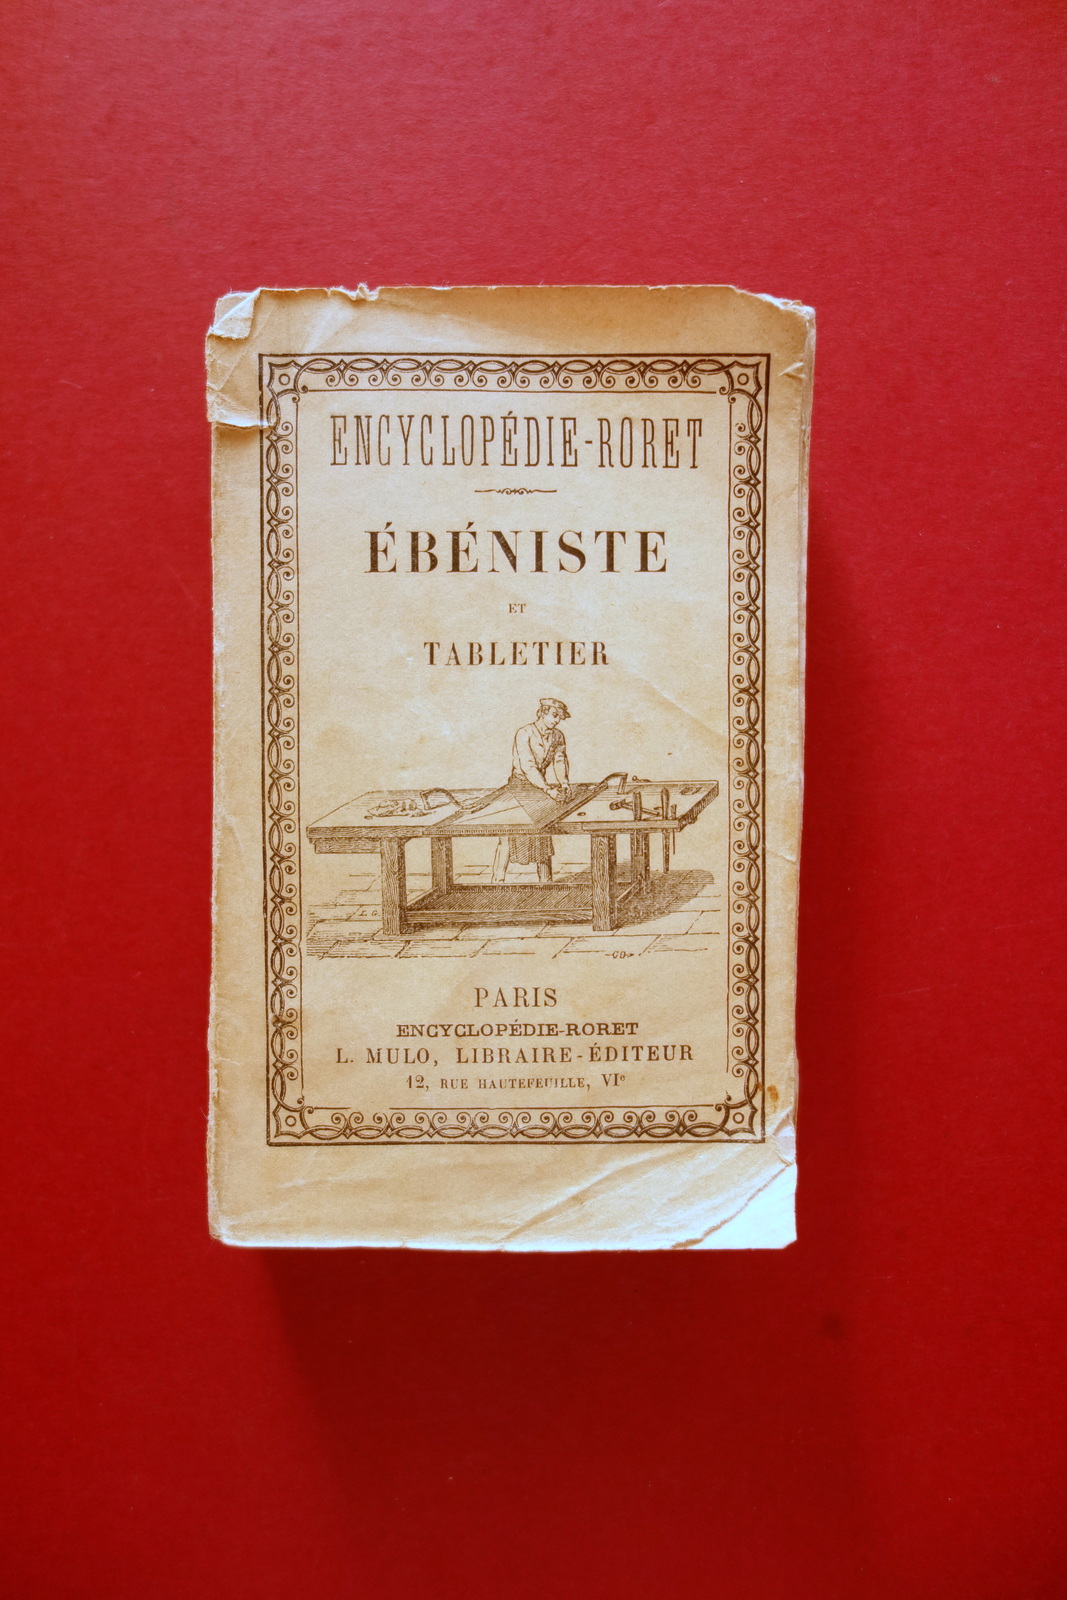 ENCYCLOPÉDIE-RORET
ÉBÉNISTE
ET
TABLETIER
PARIS
ENCYCLOPÉDIE-RORET
L. MULO, LIBRAIRE-ÉDITEUR
12, RUE HAUTEFEUILLE, VIe